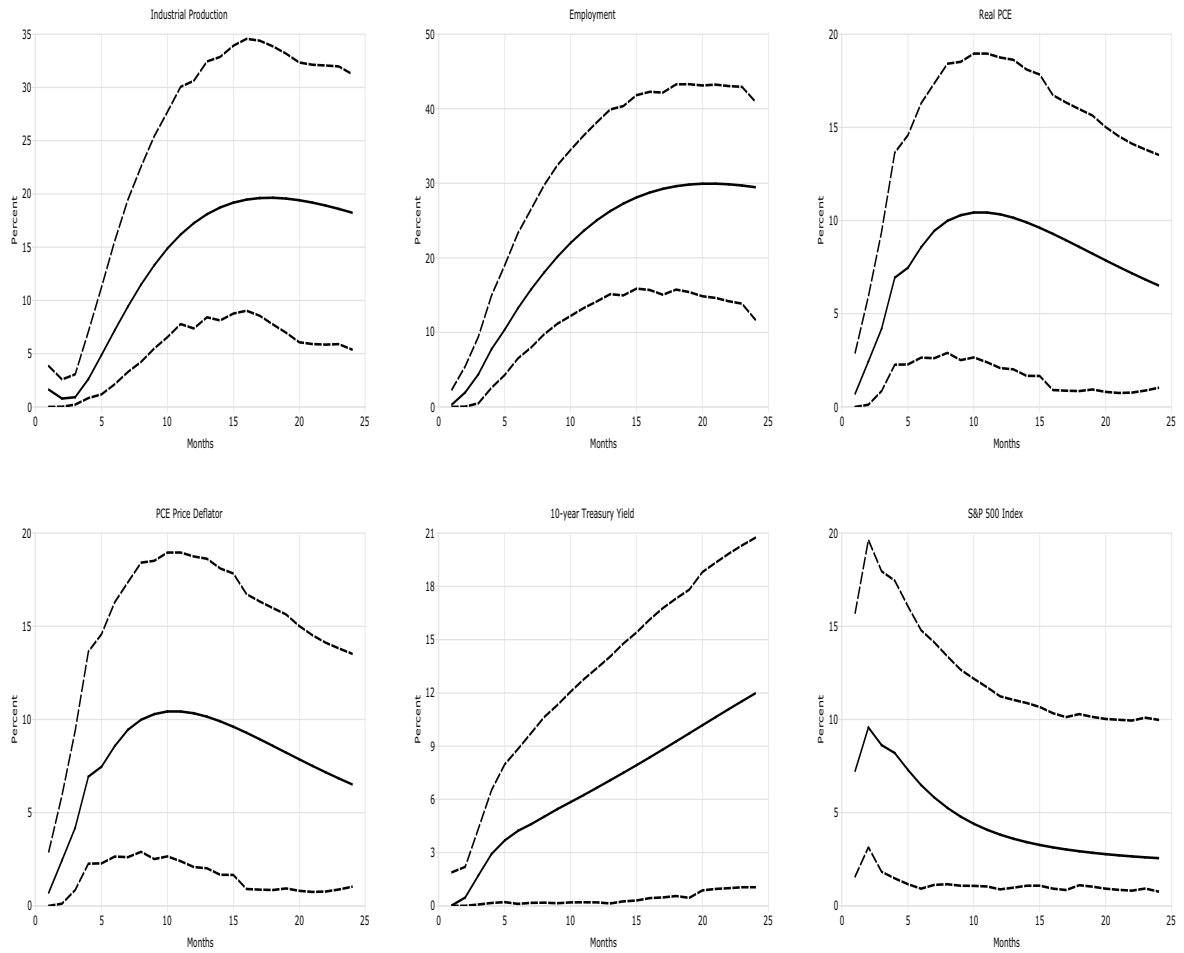 Industrial Production
Employment
Real PCE
35
30
25
20
15
10
5
0
Percent
0 5 10 15 20 25
Months
50
40
30
20
10
0
Percent
0 5 10 15 20 25
Months
20
15
10
5
0
Percent
0 5 10 15 20 25
Months
PCE Price Deflator
10-year Treasury Yield
S&P 500 Index
20
15
10
5
0
Percent
0 5 10 15 20 25
Months
21
18
15
12
9
6
3
0
Percent
0 5 10 15 20 25
Months
20
15
10
5
0
Percent
0 5 10 15 20 25
Months